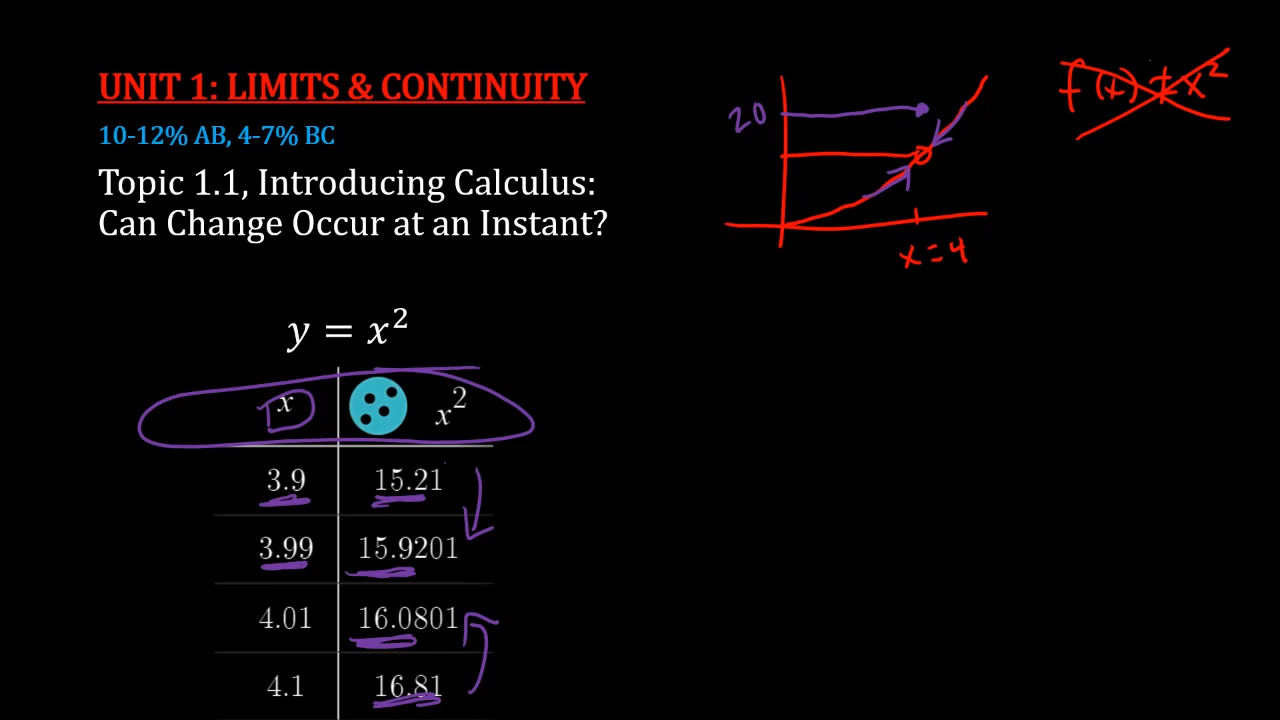 UNIT 1: LIMITS & CONTINUITY
10-12% AB, 4-7% BC
Topic 1.1, Introducing Calculus:
Can Change Occur at an Instant?
y = x²
x x²
3.9 15.21
3.99 15.9201
4.01 16.0801
4.1 16.81
20
x = 4